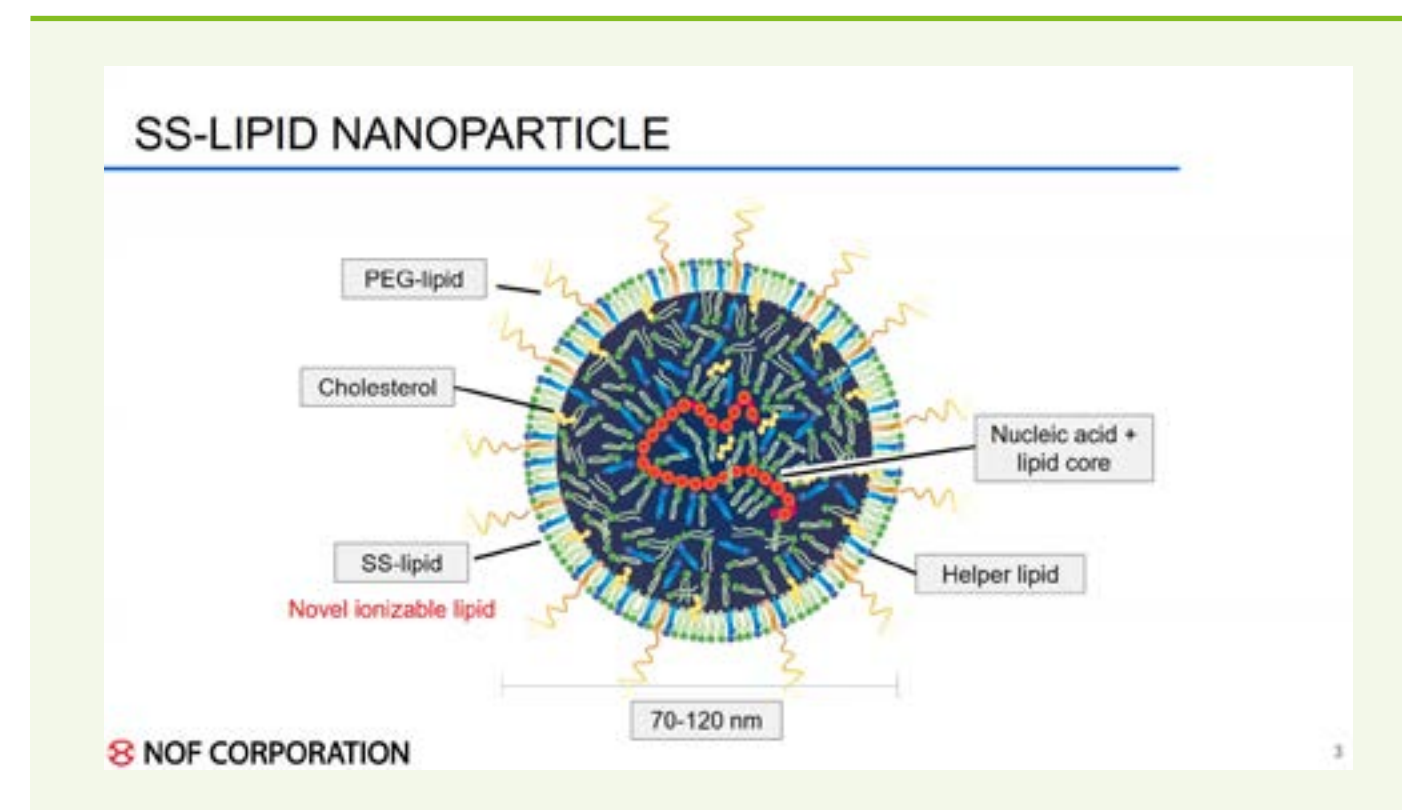 SS-LIPID NANOPARTICLE
PEG-lipid
Cholesterol
Nucleic acid +
lipid core
SS-lipid
Novel ionizable lipid
Helper lipid
70-120 nm
NOF CORPORATION
3